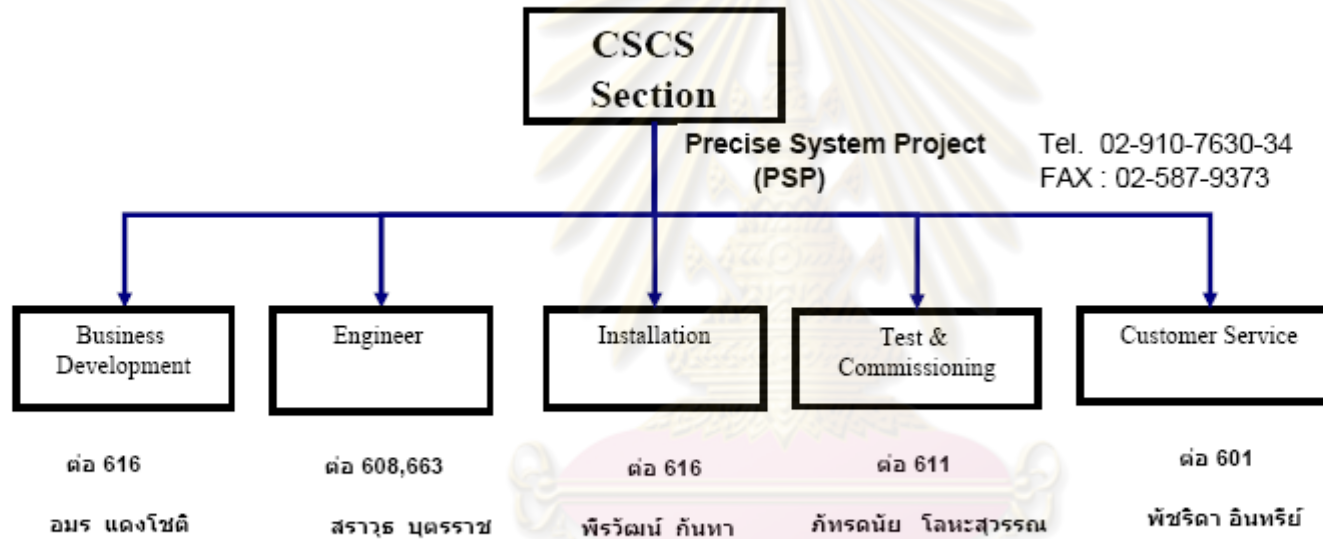 CSCS
Section
Precise System Project
(PSP)
Tel. 02-910-7630-34
FAX : 02-587-9373
Business
Development
Engineer
Installation
Test &
Commissioning
Customer Service
ต่อ 616
ต่อ 608,663
ต่อ 616
ต่อ 611
ต่อ 601
อมร แดงโชติ
สราวุธ บุตรราช
พีรวัฒน์ กันทา
ภัทรดนัย โลหะสุวรรณ
พัชริดา อินทรีย์